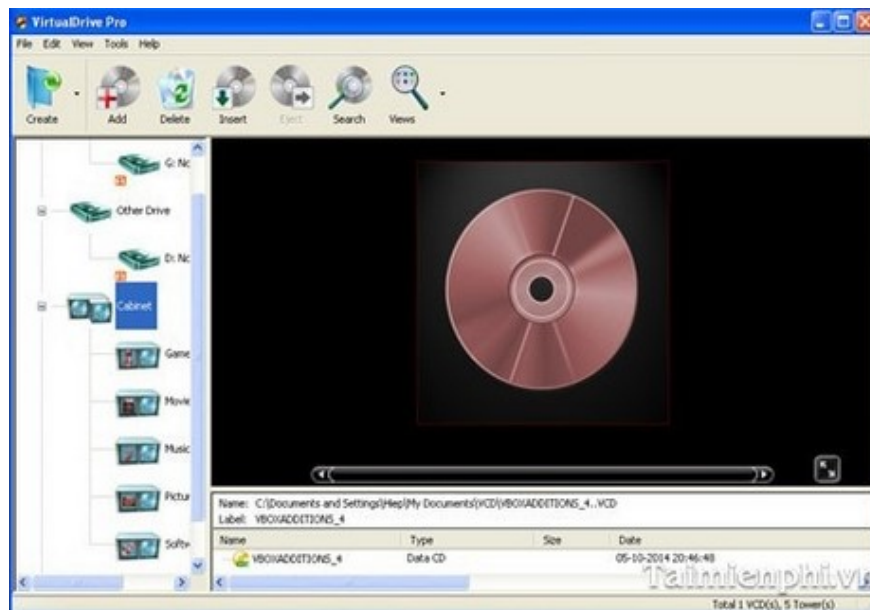 VirtualDrive Pro
File Edit View Tools Help
Create Add Delete Insert Eject Search Views
G: No
Other Drive
D: No
Cabinet
Game
Movie
Music
Pictur
Softw
Name: C:\Documents and Settings\Hiep\My Documents\VCD\VBOXADDITIONS_4..VCD
Label: VBOXADDITIONS_4
Name Type Size Date
VBOXADDITIONS_4 Data CD 05-10-2014 20:46:48
Taimienphi.vn
Total 1 VCD(s), 5 Tower(s)